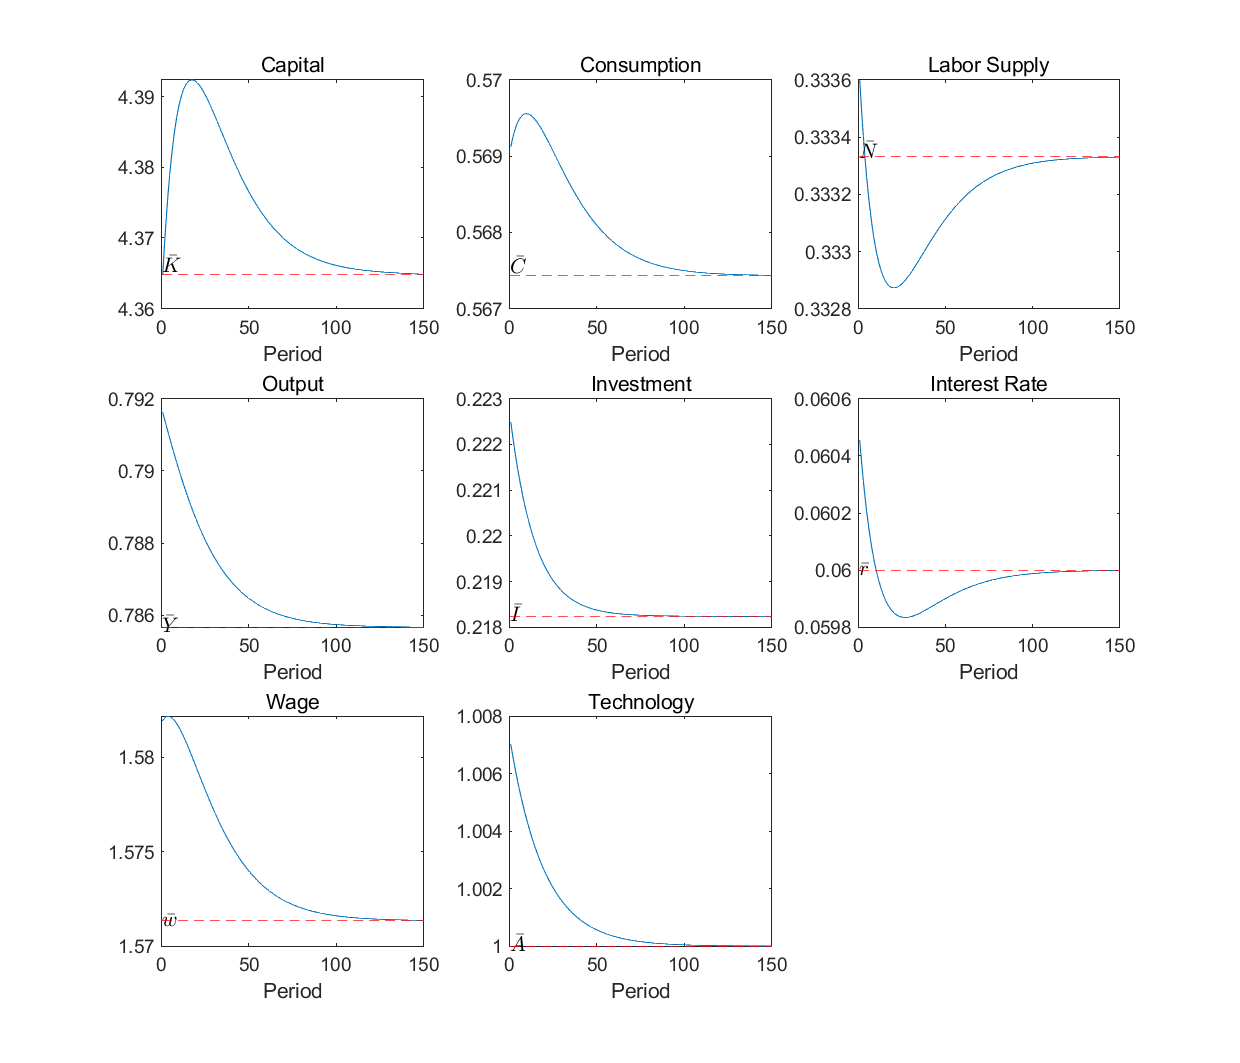 Capital
4.39
4.38
4.37
4.36
K̄
0
50
100
150
Period
Consumption
0.57
0.569
0.568
0.567
C̄
0
50
100
150
Period
Labor Supply
0.3336
0.3334
0.3332
0.333
0.3328
N̄
0
50
100
150
Period
Output
0.792
0.79
0.788
0.786
Ȳ
0
50
100
150
Period
Investment
0.223
0.222
0.221
0.22
0.219
0.218
Ī
0
50
100
150
Period
Interest Rate
0.0606
0.0604
0.0602
0.06
0.0598
r̄
0
50
100
150
Period
Wage
1.58
1.575
1.57
w̄
0
50
100
150
Period
Technology
1.008
1.006
1.004
1.002
1
Ā
0
50
100
150
Period